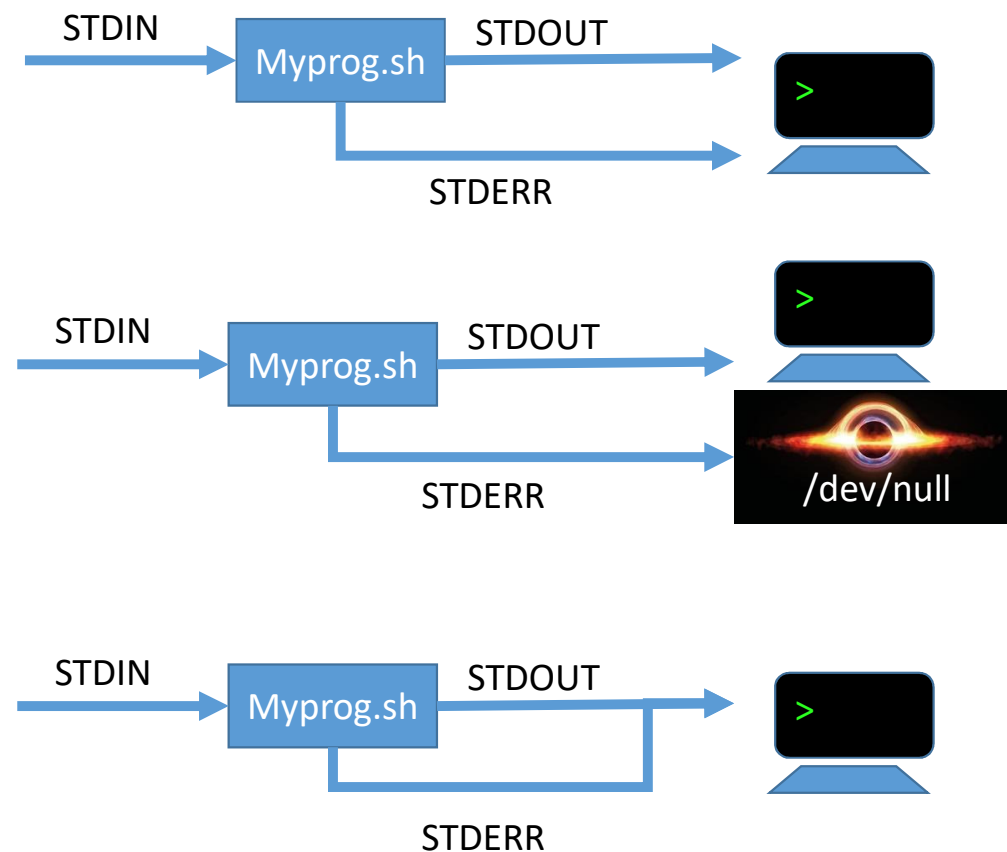 STDIN
STDOUT
Myprog.sh
>
STDERR
>
STDIN
STDOUT
Myprog.sh
STDERR
/dev/null
STDIN
STDOUT
Myprog.sh
>
STDERR